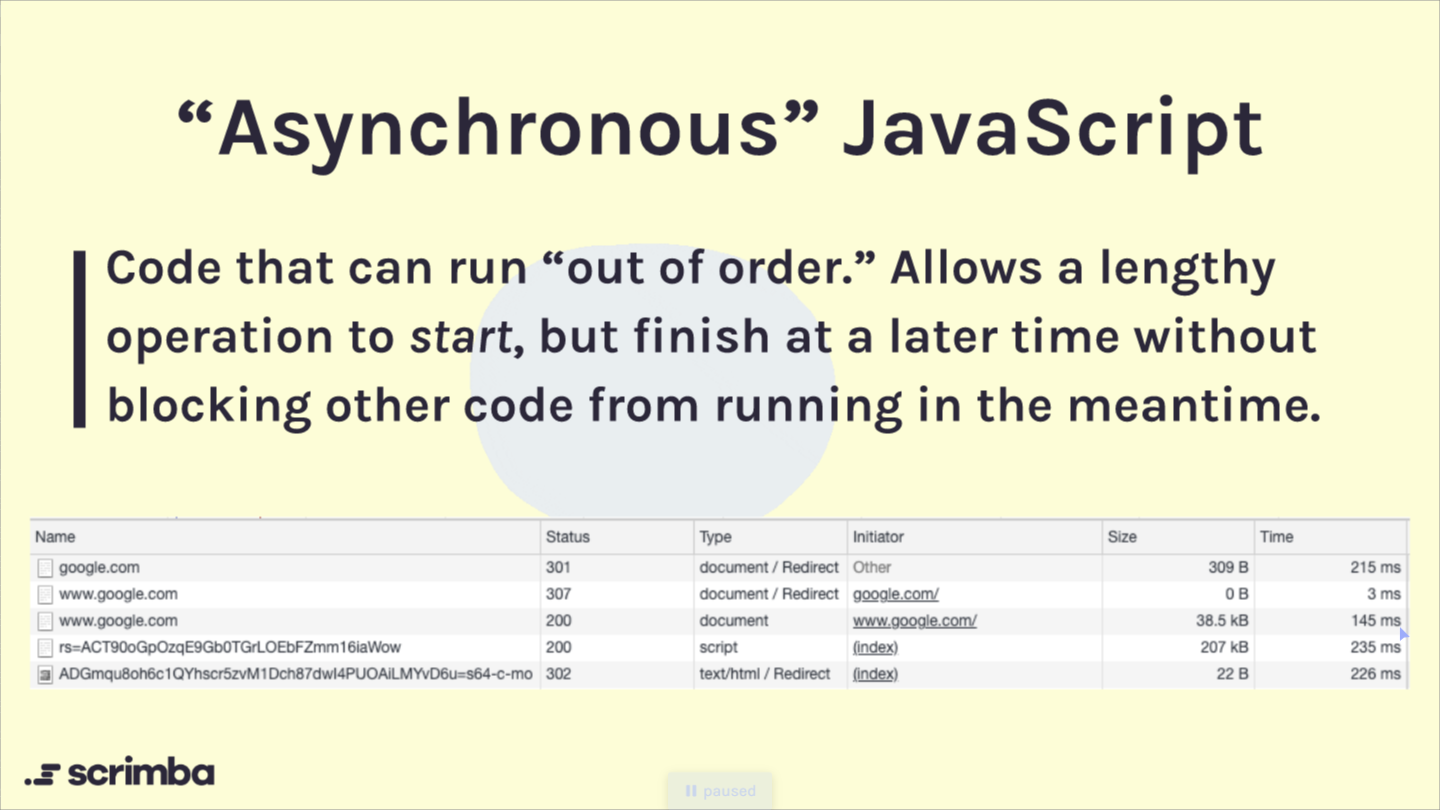 “Asynchronous” JavaScript
Code that can run “out of order.” Allows a lengthy
operation to start, but finish at a later time without
blocking other code from running in the meantime.
Name Status Type Initiator Size Time
google.com 301 document / Redirect Other 309 B 215 ms
www.google.com 307 document / Redirect google.com/ 0 B 3 ms
www.google.com 200 document www.google.com/ 38.5 kB 145 ms
rs=ACT90oGpOzqE9Gb0TGrLOEbFZmm16iaWow 200 script (index) 207 kB 235 ms
ADGmqu8oh6c1QYhscr5zvM1Dch87dwI4PUOAiLMYvD6u=s64-c-mo 302 text/html / Redirect (index) 22 B 226 ms
scrimba
paused